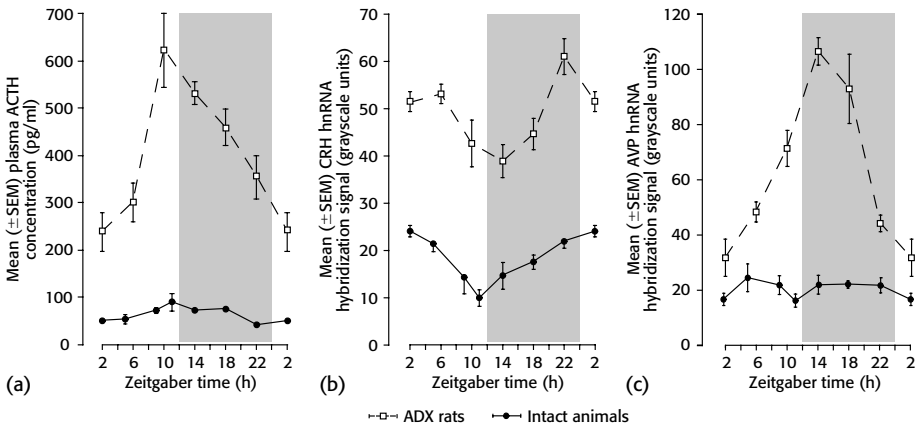 Mean (±SEM) plasma ACTH
concentration (pg/ml)
700
600
500
400
300
200
100
0
2 6 10 14 18 22 2
Zeitgaber time (h)
(a)
Mean (±SEM) CRH hnRNA
hybridization signal (grayscale units)
70
60
50
40
30
20
10
0
2 6 10 14 18 22 2
Zeitgaber time (h)
(b)
Mean (±SEM) AVP hnRNA
hybridization signal (grayscale units)
120
100
80
60
40
20
0
2 6 10 14 18 22 2
Zeitgaber time (h)
(c)
ADX rats Intact animals